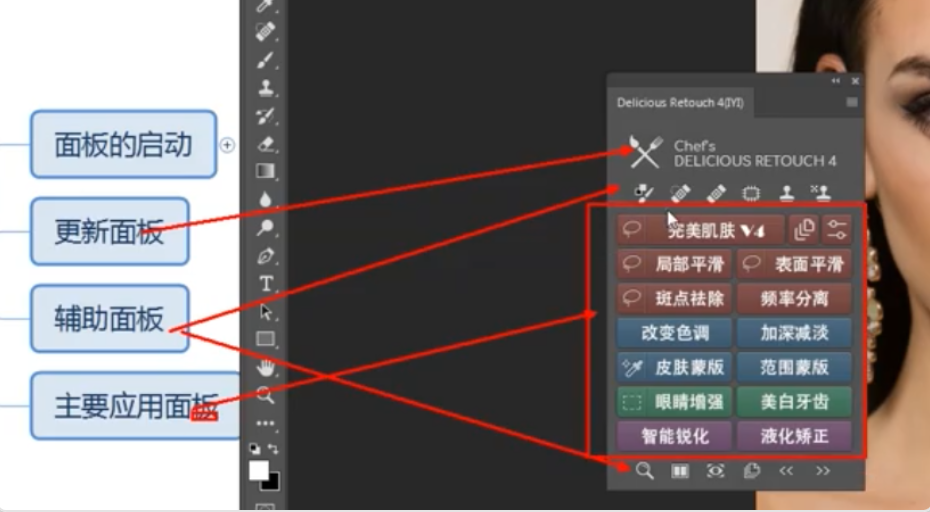 面板的启动
更新面板
辅助面板
主要应用面板
Delicious Retouch 4(JYI)
Chef's
DELICIOUS RETOUCH 4
完美肌肤 V4
局部平滑
表面平滑
斑点祛除
频率分离
改变色调
加深减淡
皮肤蒙版
范围蒙版
眼睛增强
美白牙齿
智能锐化
液化矫正